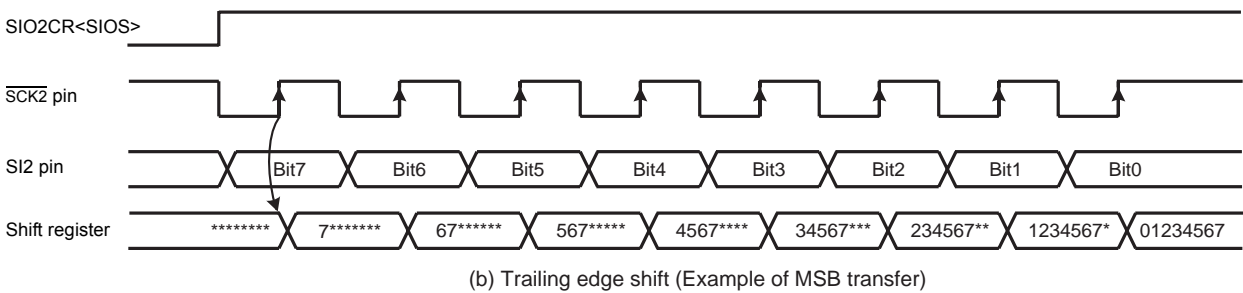 SIO2CR<SIOS>
SCK2 pin
SI2 pin
Bit7 Bit6 Bit5 Bit4 Bit3 Bit2 Bit1 Bit0
Shift register
******** 7******* 67****** 567***** 4567**** 34567*** 234567** 1234567* 01234567
(b) Trailing edge shift (Example of MSB transfer)